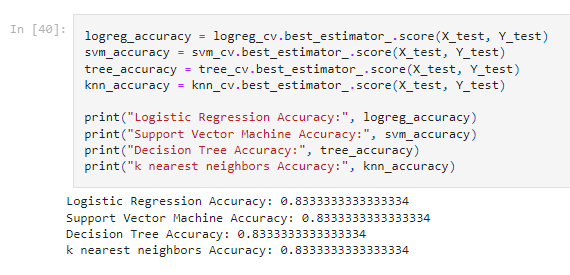 In [40]:
logreg_accuracy = logreg_cv.best_estimator_.score(X_test, Y_test)
svm_accuracy = svm_cv.best_estimator_.score(X_test, Y_test)
tree_accuracy = tree_cv.best_estimator_.score(X_test, Y_test)
knn_accuracy = knn_cv.best_estimator_.score(X_test, Y_test)
print("Logistic Regression Accuracy:", logreg_accuracy)
print("Support Vector Machine Accuracy:", svm_accuracy)
print("Decision Tree Accuracy:", tree_accuracy)
print("k nearest neighbors Accuracy:", knn_accuracy)
Logistic Regression Accuracy: 0.8333333333333334
Support Vector Machine Accuracy: 0.8333333333333334
Decision Tree Accuracy: 0.8333333333333334
k nearest neighbors Accuracy: 0.8333333333333334